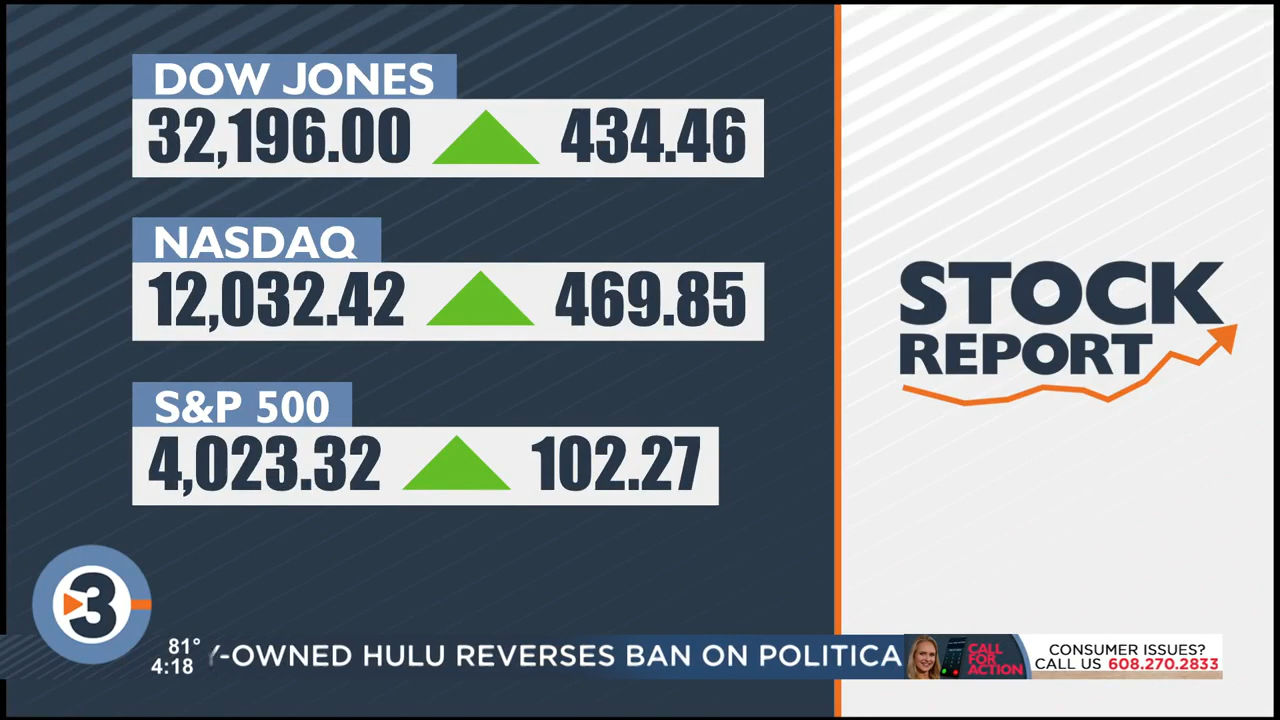 DOW JONES
32,196.00 434.46
NASDAQ
12,032.42 469.85
S&P 500
4,023.32 102.27
STOCK
REPORT
3
81°
4:18
-OWNED HULU REVERSES BAN ON POLITICA
CALL
FOR
ACTION
CONSUMER ISSUES?
CALL US 608.270.2833